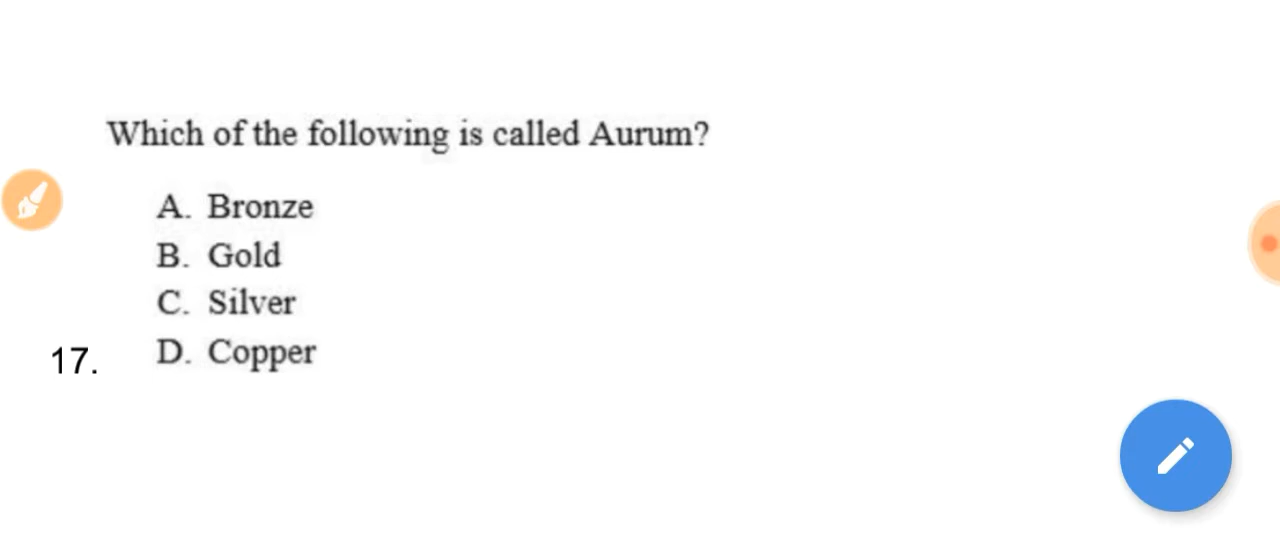 Which of the following is called Aurum?
A. Bronze
B. Gold
C. Silver
17. D. Copper